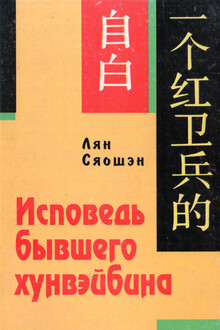 一个红卫兵的
自白
Лян
Сяошэн
Исповедь
бывшего
хунвэйбина